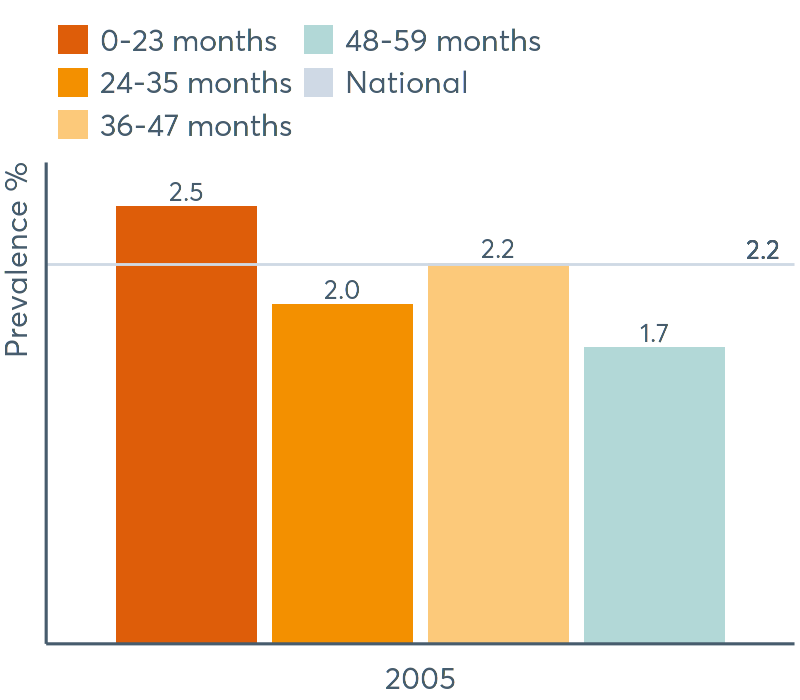 0-23 months
24-35 months
36-47 months
48-59 months
National
Prevalence %
2.5
2.0
2.2
1.7
2.2
2005